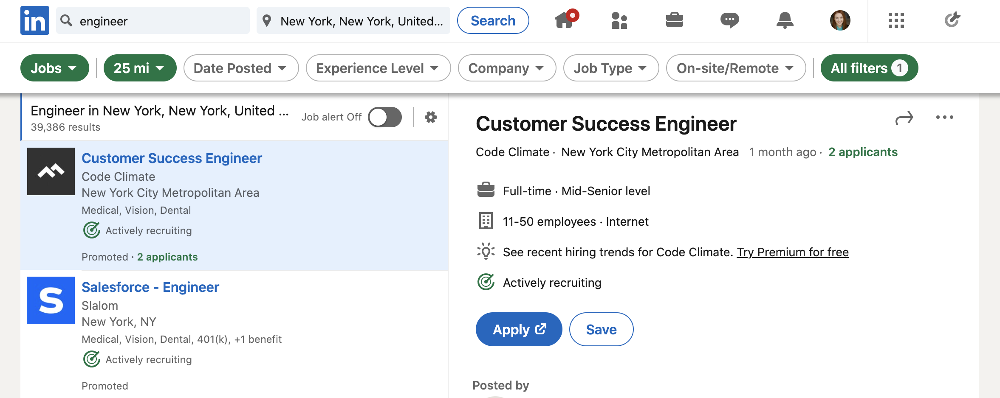 in
engineer
New York, New York, United...
Search
Jobs
25 mi
Date Posted
Experience Level
Company
Job Type
On-site/Remote
All filters 1
Engineer in New York, New York, United ...
39,386 results
Job alert Off
Customer Success Engineer
Code Climate
New York City Metropolitan Area
Medical, Vision, Dental
Actively recruiting
Promoted · 2 applicants
S
Salesforce - Engineer
Slalom
New York, NY
Medical, Vision, Dental, 401(k), +1 benefit
Actively recruiting
Promoted
Customer Success Engineer
Code Climate · New York City Metropolitan Area 1 month ago · 2 applicants
Full-time · Mid-Senior level
11-50 employees · Internet
See recent hiring trends for Code Climate. Try Premium for free
Actively recruiting
Apply
Save
Posted by